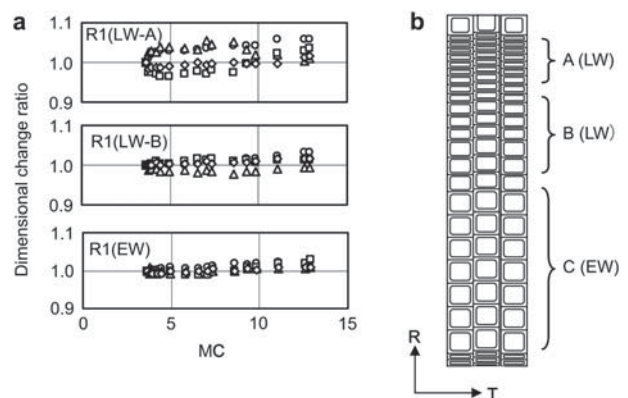 a
Dimensional change ratio
1.1
R1(LW-A)
1.0
0.9
1.1
R1(LW-B)
1.0
0.9
1.1
R1(EW)
1.0
0.9
0 5 10 15
MC
b
A (LW)
B (LW)
C (EW)
R
T